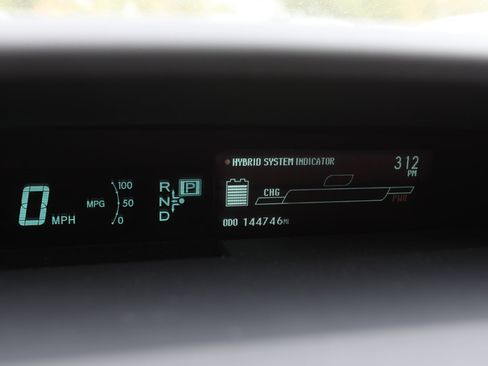 HYBRID SYSTEM INDICATOR
312
PM
0 MPH
MPG
100
50
0
R
N
D
P
CHG
PWR
ODO 144746MI